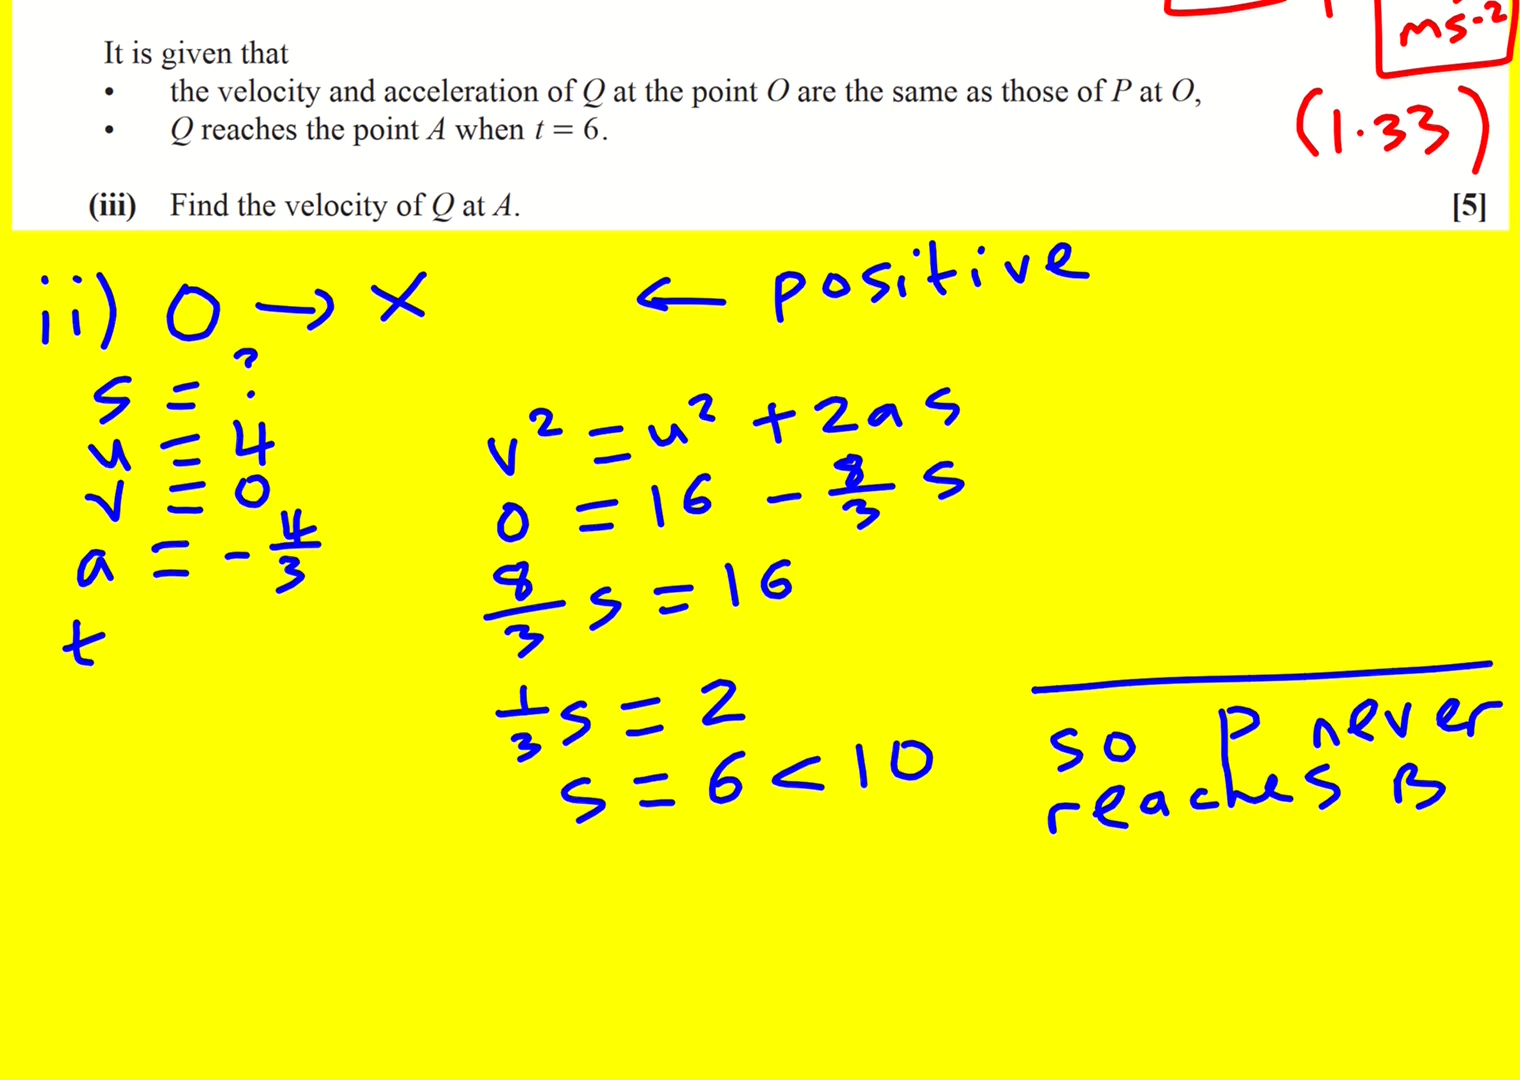 ms⁻²
It is given that
• the velocity and acceleration of Q at the point O are the same as those of P at O,
• Q reaches the point A when t = 6.
(1.33)
(iii) Find the velocity of Q at A. [5]
ii) O → X ← positive
s = ?
u = 4
v = 0
a = -4/3
t
v² = u² + 2as
0 = 16 - 8/3 s
8/3 s = 16
1/3 s = 2
s = 6 < 10
so P never
reaches B